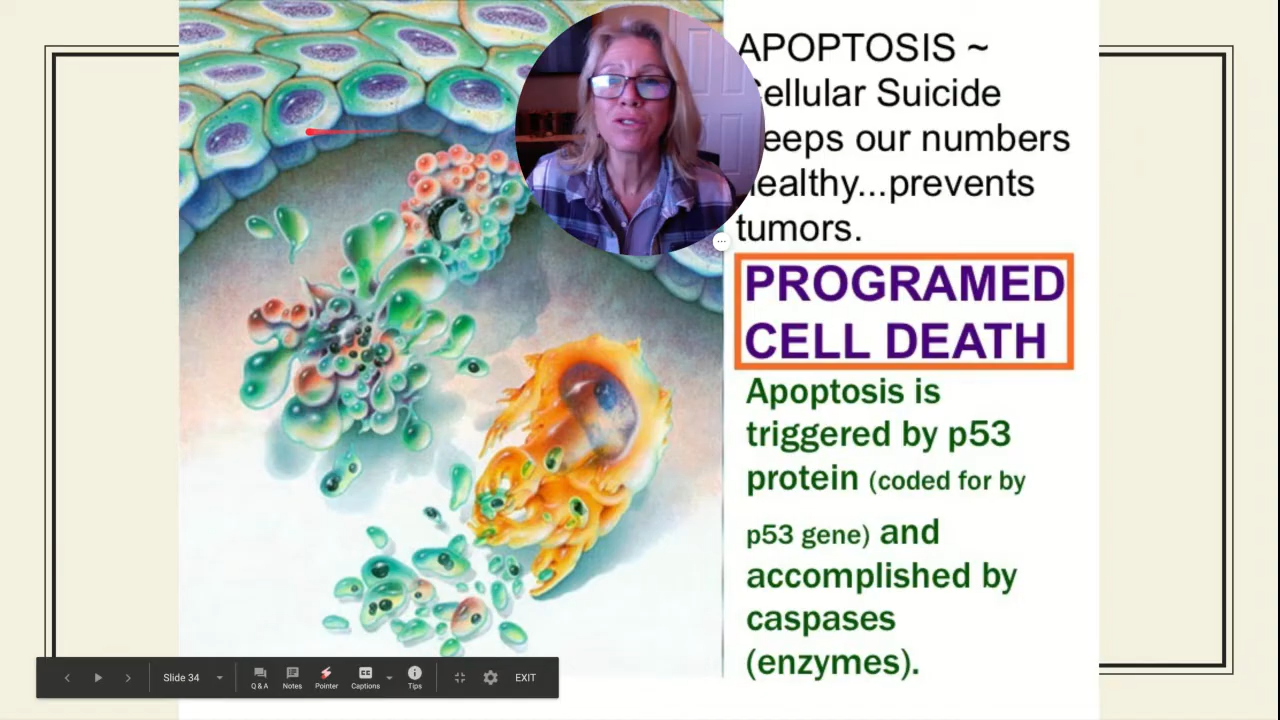 APOPTOSIS ~
ellular Suicide
eeps our numbers
ealthy...prevents
tumors.
PROGRAMED
CELL DEATH
Apoptosis is
triggered by p53
protein (coded for by
p53 gene) and
accomplished by
caspases
(enzymes).
Slide 34
Q & A
Notes
Pointer
CC
Captions
Tips
EXIT